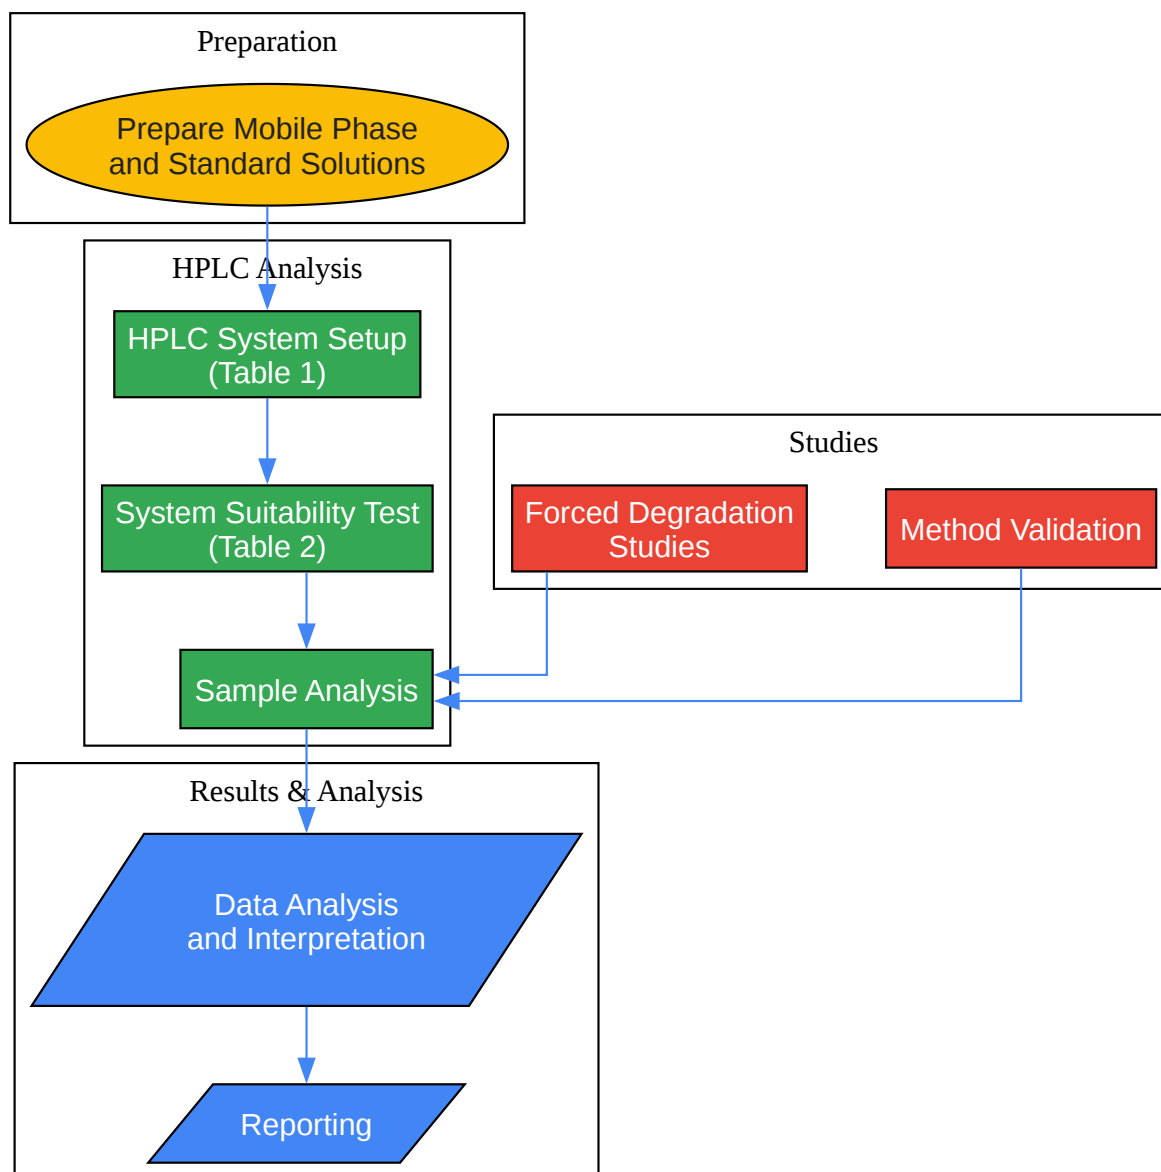 Preparation
Prepare Mobile Phase
and Standard Solutions
HPLC Analysis
HPLC System Setup
(Table 1)
Studies
System Suitability Test
(Table 2)
Forced Degradation
Studies
Method Validation
Sample Analysis
Results & Analysis
Data Analysis
and Interpretation
Reporting